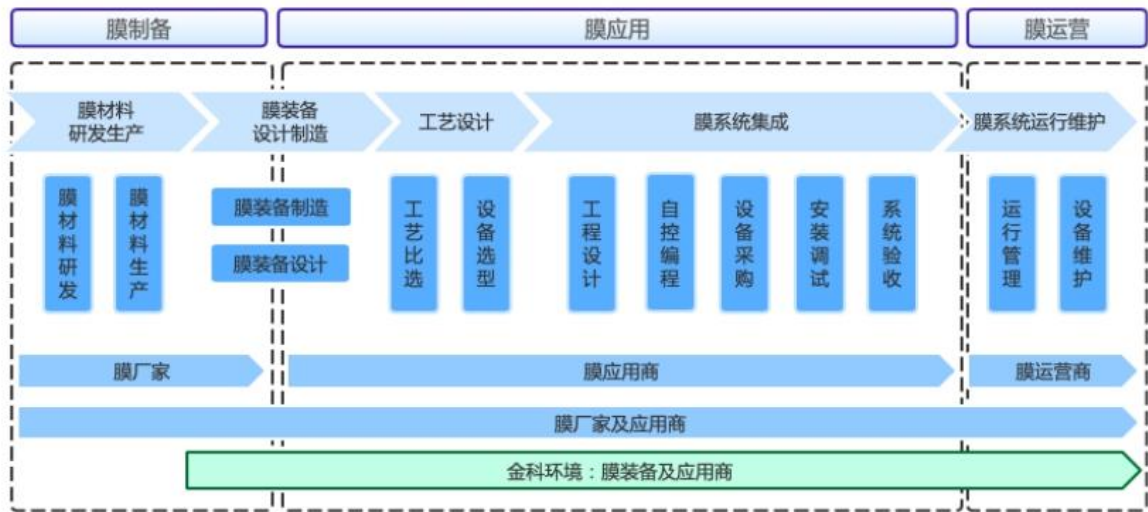 膜制备
膜应用
膜运营
膜材料
研发生产
膜装备
设计制造
工艺设计
膜系统集成
膜系统运行维护
膜材料研发
膜材料生产
膜装备制造
膜装备设计
工艺比选
设备选型
工程设计
自控编程
设备采购
安装调试
系统验收
运行管理
设备维护
膜厂家
膜应用商
膜运营商
膜厂家及应用商
金科环境：膜装备及应用商